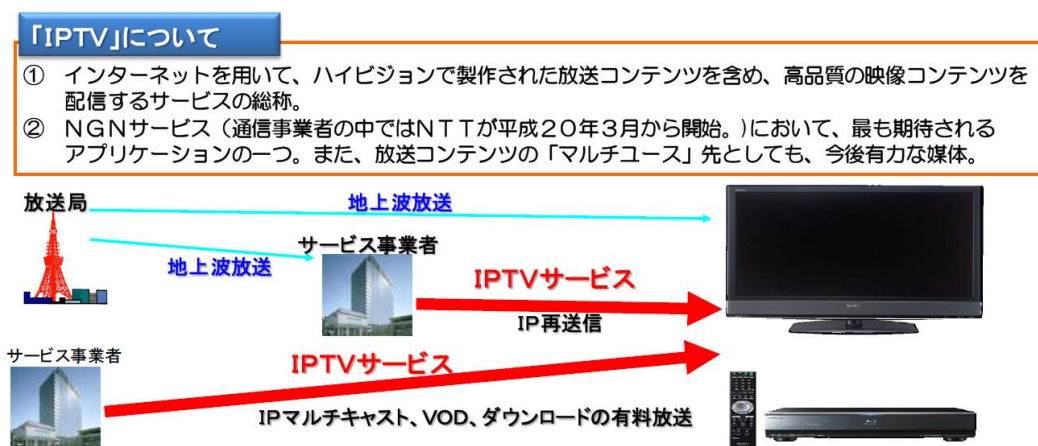 「IPTV」について
① インターネットを用いて、ハイビジョンで製作された放送コンテンツを含め、高品質の映像コンテンツを
配信するサービスの総称。
② ＮＧＮサービス（通信事業者の中ではＮＴＴが平成２０年３月から開始。)において、最も期待される
アプリケーションの一つ。また、放送コンテンツの「マルチユース」先としても、今後有力な媒体。
放送局
地上波放送
サービス事業者
地上波放送
IPTVサービス
IP再送信
サービス事業者
IPTVサービス
IPマルチキャスト、VOD、ダウンロードの有料放送
SONY